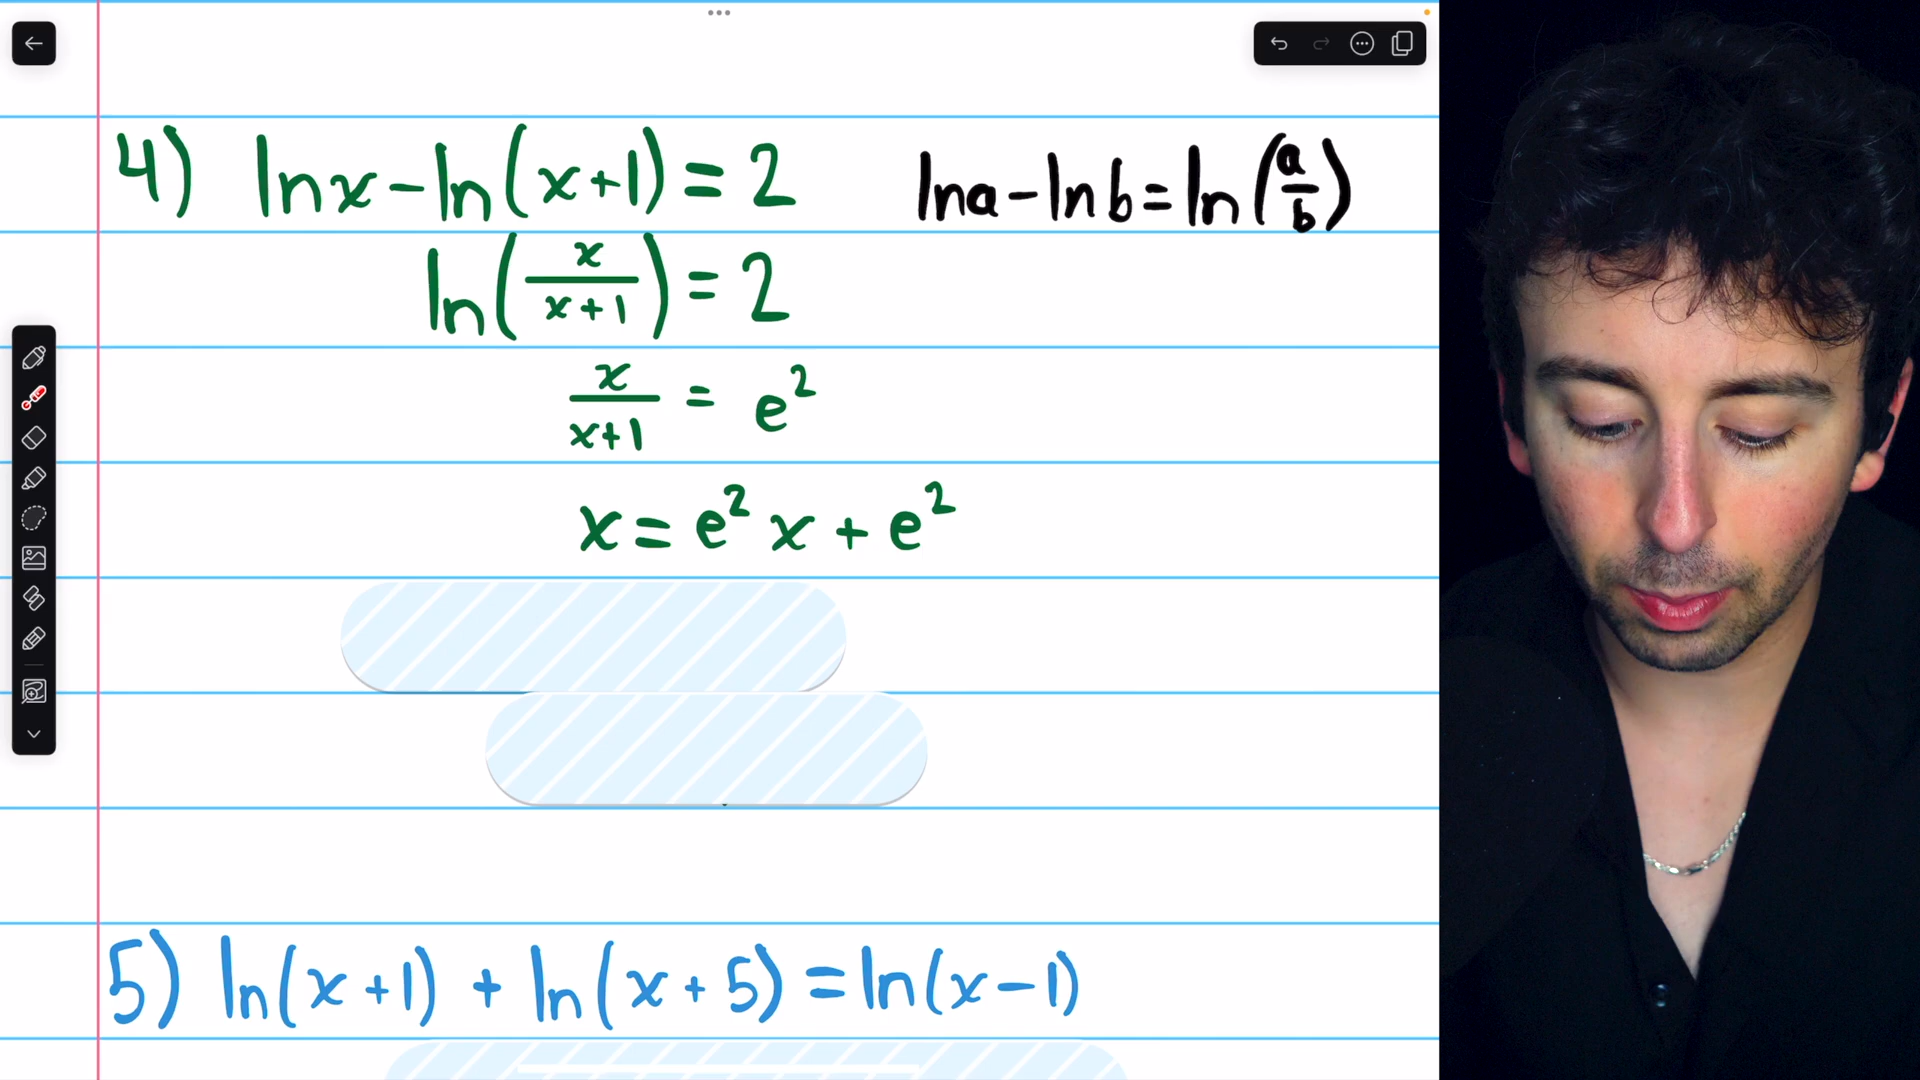 4) ln x - ln(x+1) = 2
ln a - ln b = ln(a/b)
ln(x/(x+1)) = 2
x/(x+1) = e²
x = e² x + e²
5) ln(x+1) + ln(x+5) = ln(x-1)